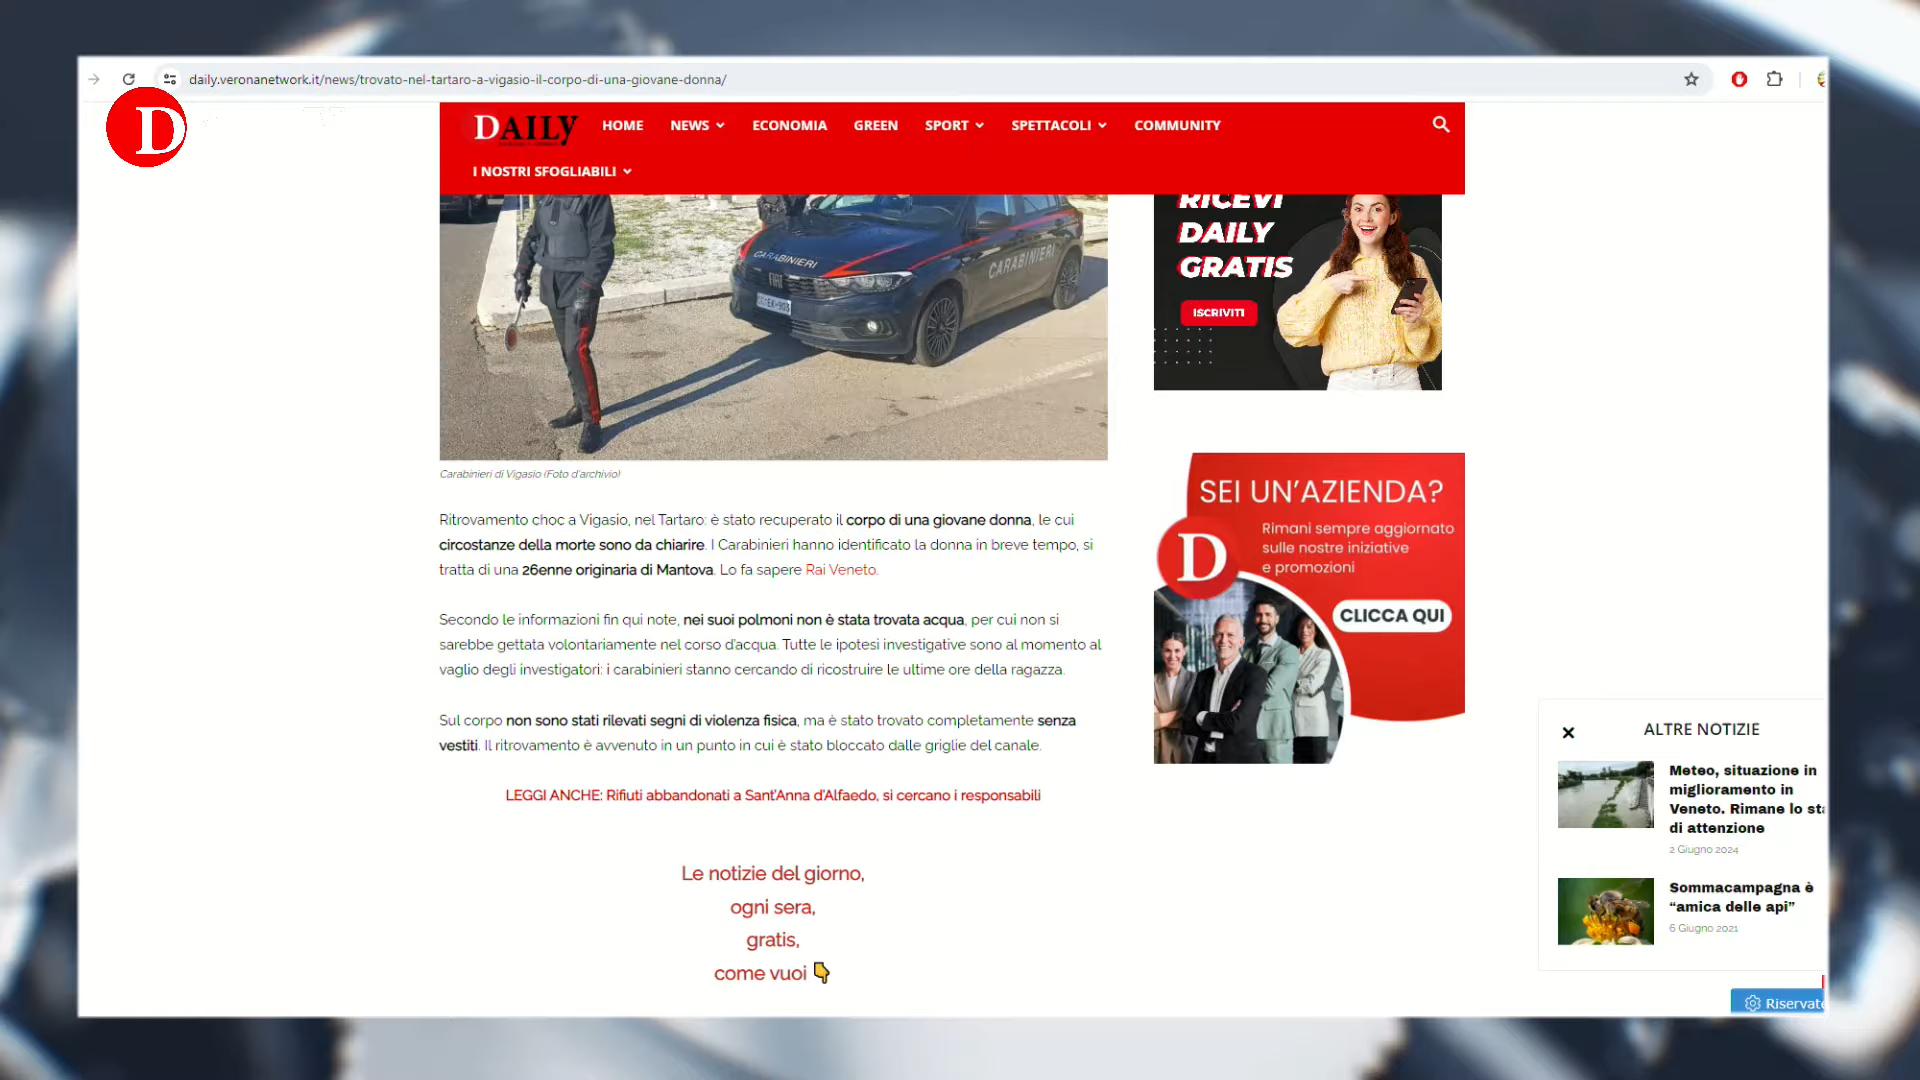 daily.veronanetwork.it/news/trovato-nel-tartaro-a-vigasio-il-corpo-di-una-giovane-donna/
D
DAILY HOME NEWS ECONOMIA GREEN SPORT SPETTACOLI COMMUNITY
I NOSTRI SFOGLIABILI
CARABINIERI
CARABINIERI
FIAT
RICEVI
DAILY
GRATIS
ISCRIVITI
Carabinieri di Vigasio (Foto d'archivio)
Ritrovamento choc a Vigasio, nel Tartaro: è stato recuperato il corpo di una giovane donna, le cui
circostanze della morte sono da chiarire. I Carabinieri hanno identificato la donna in breve tempo, si
tratta di una 26enne originaria di Mantova. Lo fa sapere Rai Veneto.
Secondo le informazioni fin qui note, nei suoi polmoni non è stata trovata acqua, per cui non si
sarebbe gettata volontariamente nel corso d'acqua. Tutte le ipotesi investigative sono al momento al
vaglio degli investigatori: i carabinieri stanno cercando di ricostruire le ultime ore della ragazza.
Sul corpo non sono stati rilevati segni di violenza fisica, ma è stato trovato completamente senza
vestiti. Il ritrovamento è avvenuto in un punto in cui è stato bloccato dalle griglie del canale.
LEGGI ANCHE: Rifiuti abbandonati a Sant'Anna d'Alfaedo, si cercano i responsabili
Le notizie del giorno,
ogni sera,
gratis,
come vuoi 👇
SEI UN'AZIENDA?
Rimani sempre aggiornato
sulle nostre iniziative
e promozioni
D
CLICCA QUI
ALTRE NOTIZIE
Meteo, situazione in
miglioramento in
Veneto. Rimane lo sta
di attenzione
2 Giugno 2024
Sommacampagna è
“amica delle api”
6 Giugno 2021
Riservate